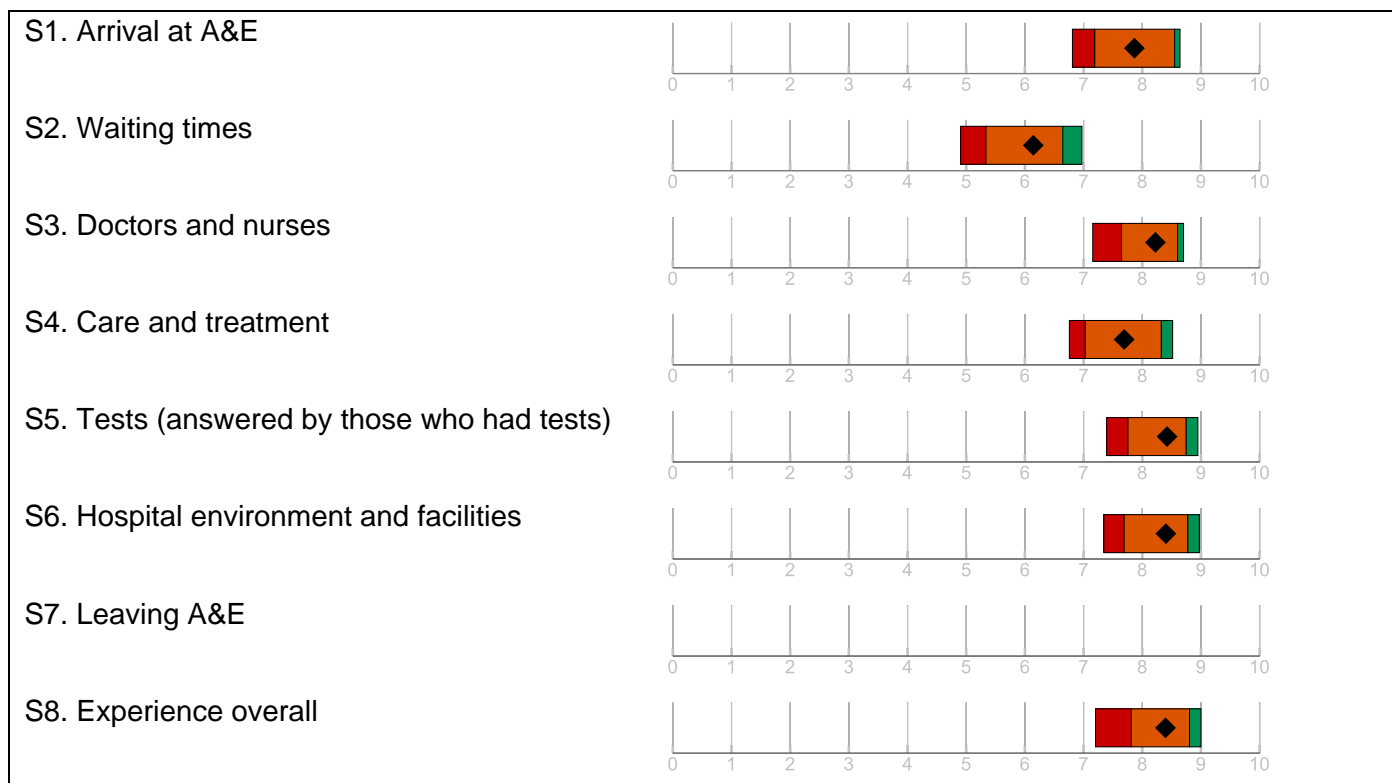 S1. Arrival at A&E
0 1 2 3 4 5 6 7 8 9 10
S2. Waiting times
0 1 2 3 4 5 6 7 8 9 10
S3. Doctors and nurses
0 1 2 3 4 5 6 7 8 9 10
S4. Care and treatment
0 1 2 3 4 5 6 7 8 9 10
S5. Tests (answered by those who had tests)
0 1 2 3 4 5 6 7 8 9 10
S6. Hospital environment and facilities
0 1 2 3 4 5 6 7 8 9 10
S7. Leaving A&E
0 1 2 3 4 5 6 7 8 9 10
S8. Experience overall
0 1 2 3 4 5 6 7 8 9 10